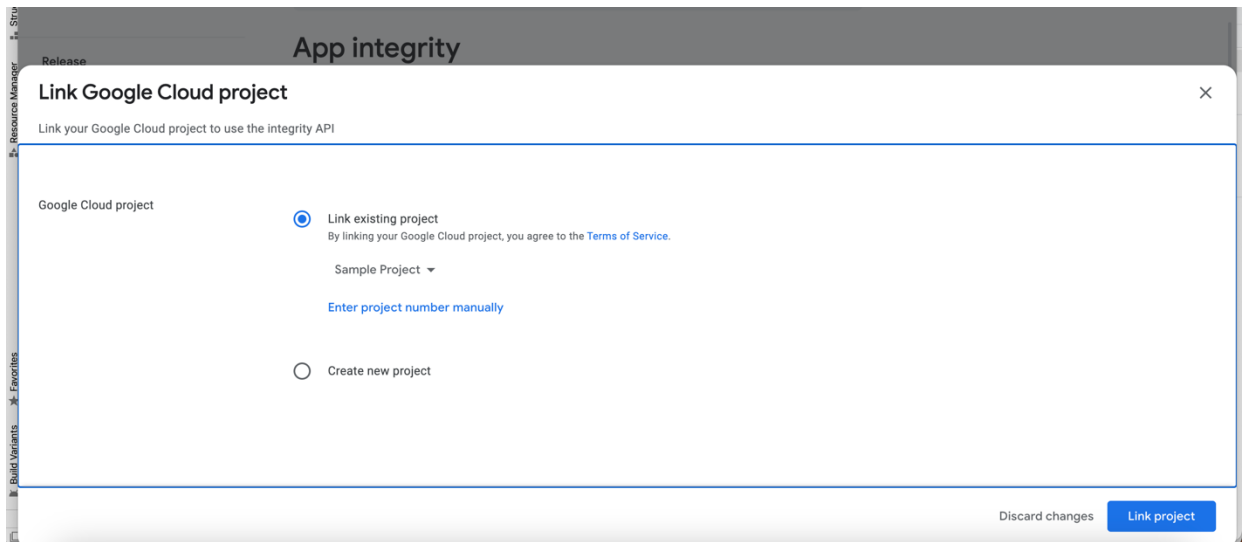 App integrity
Release
Resource Manager
Link Google Cloud project
Link your Google Cloud project to use the integrity API
Google Cloud project
Link existing project
By linking your Google Cloud project, you agree to the Terms of Service.
Sample Project
Enter project number manually
Create new project
Favorites
Build Variants
Discard changes
Link project